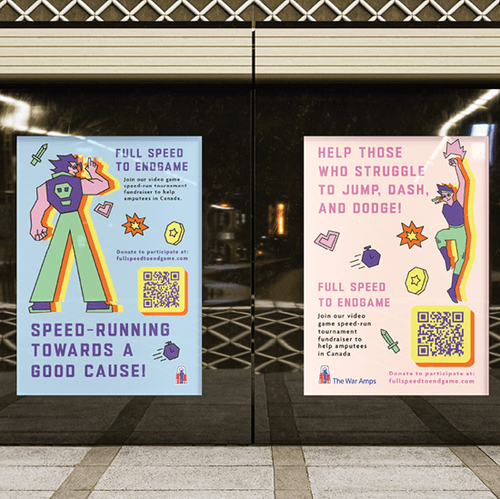 FULL SPEED
TO ENDGAME
Join our video game
speed-run tournament
fundraiser to help
amputees in Canada.
Donate to participate at:
fullspeedtoendgame.com
SPEED-RUNNING
TOWARDS A
GOOD CAUSE!
HELP THOSE
WHO STRUGGLE
TO JUMP, DASH,
AND DODGE!
FULL SPEED
TO ENDGAME
Join our video
game speed-run
tournament
fundraiser to
help amputees
in Canada
The War Amps
Donate to participate at:
fullspeedtoendgame.com